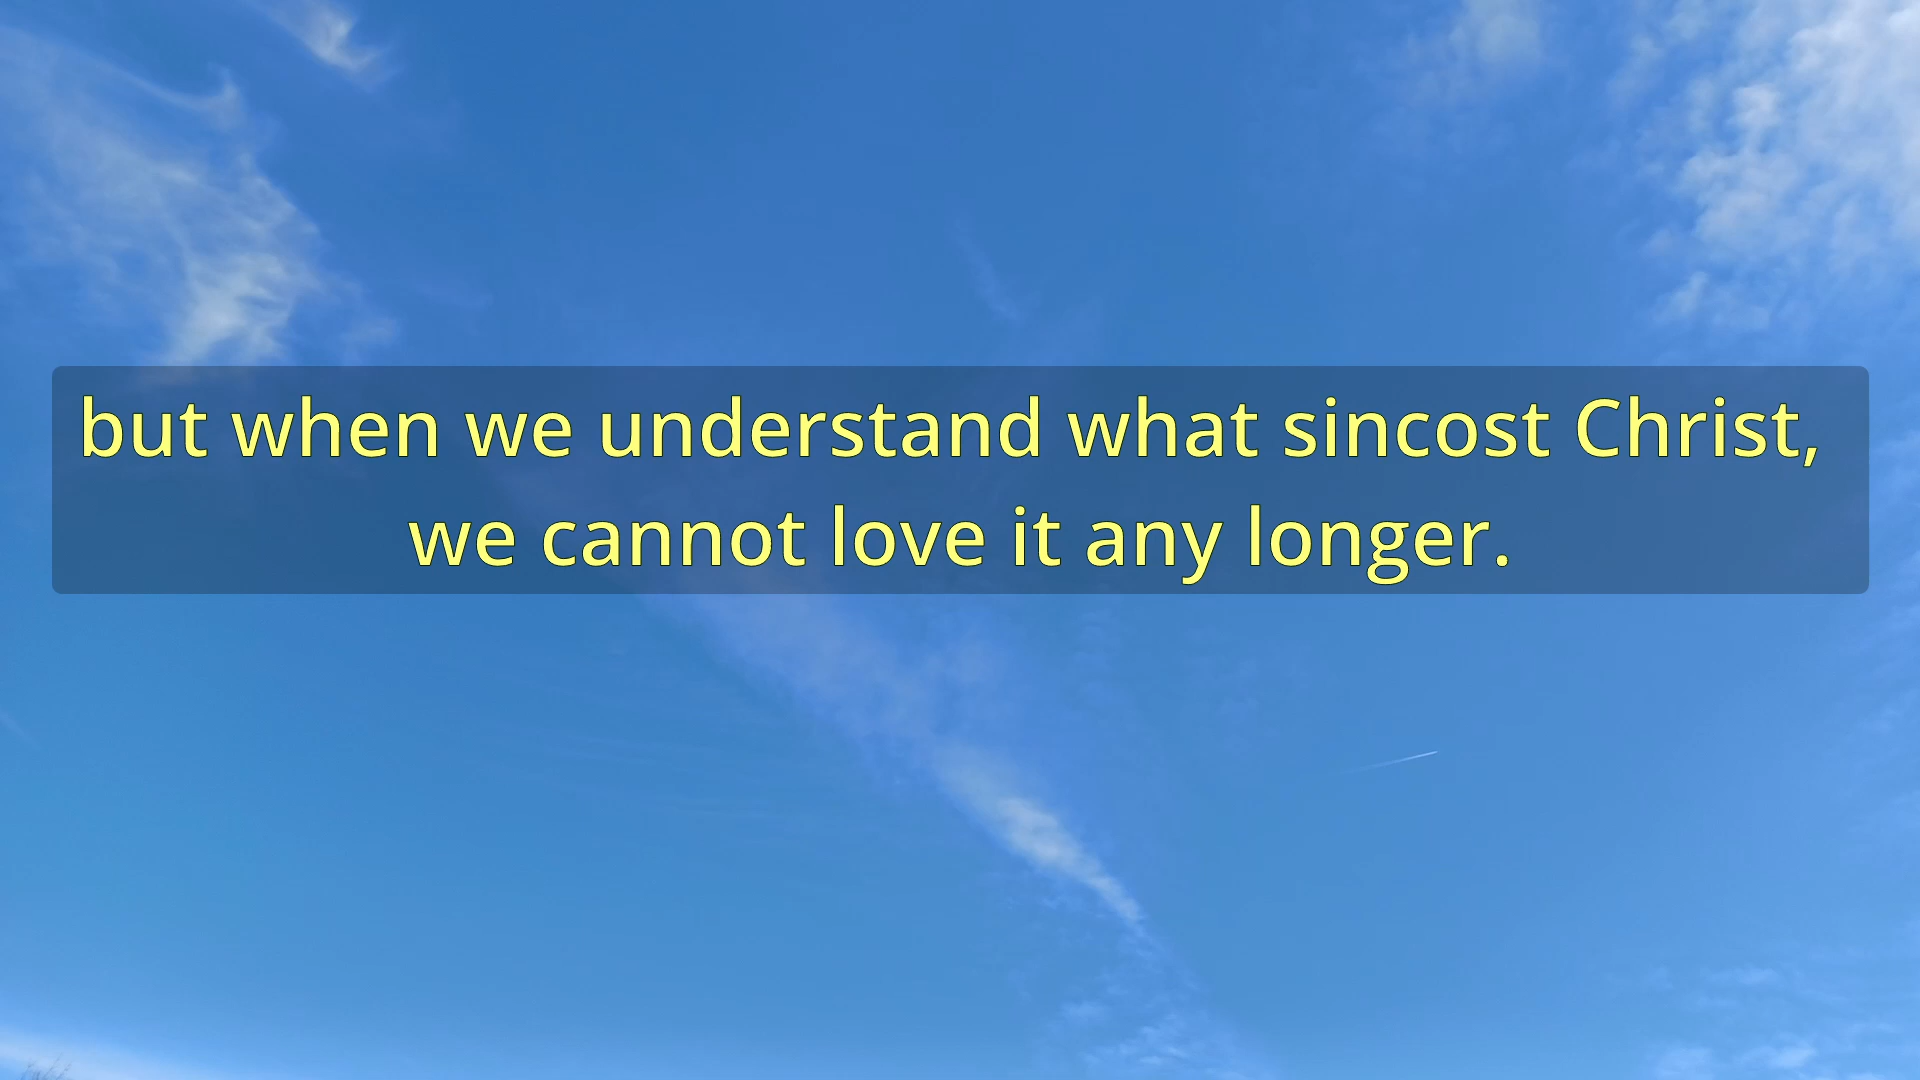 but when we understand what sincost Christ,
we cannot love it any longer.